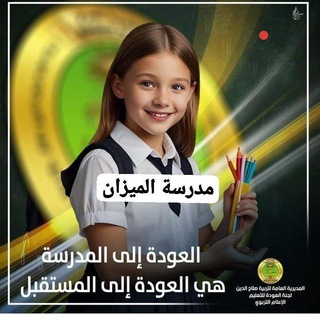 مدرسة الميزان
العودة إلى المدرسة
هي العودة إلى المستقبل
المديرية العامة لتربية صلاح الدين
لجنة العودة للتعليم
الإعلام التربوي